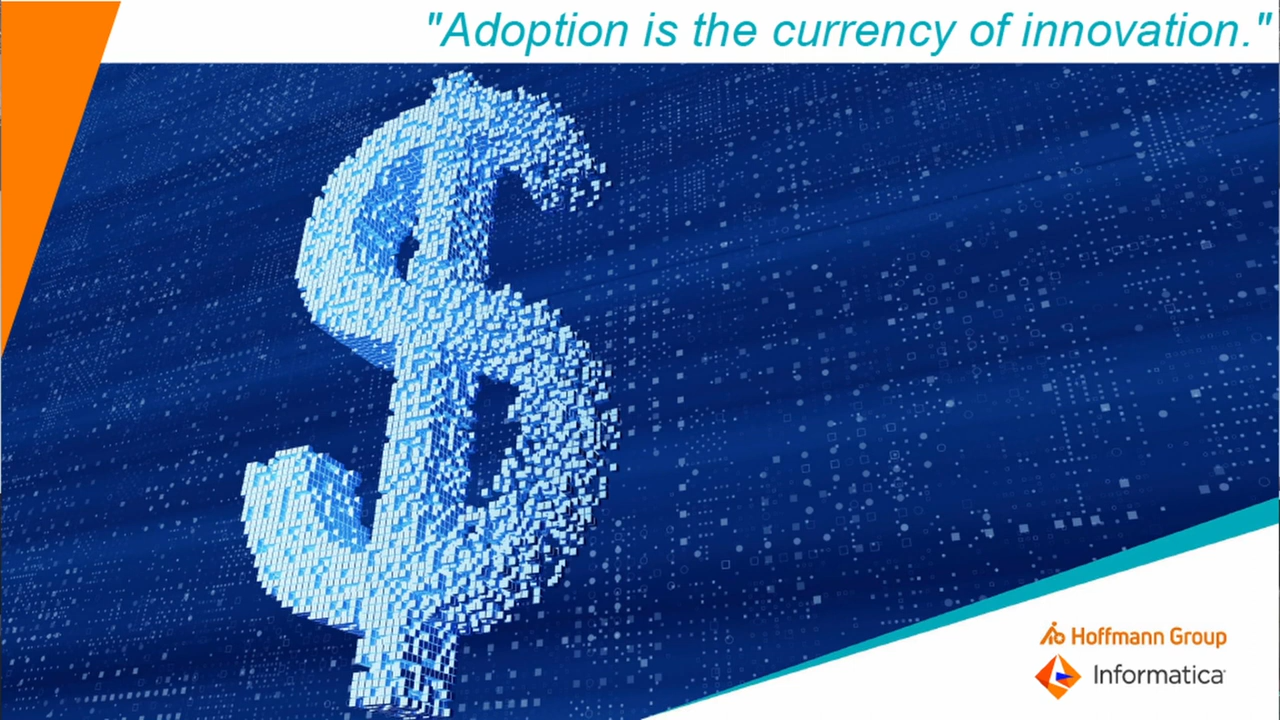 "Adoption is the currency of innovation."
Hoffmann Group
Informatica